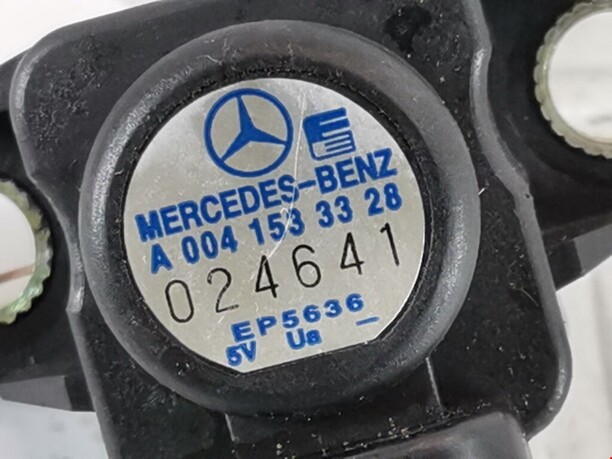 MERCEDES-BENZ
A 004 153 33 28
024641
EP5636
5V Ua _